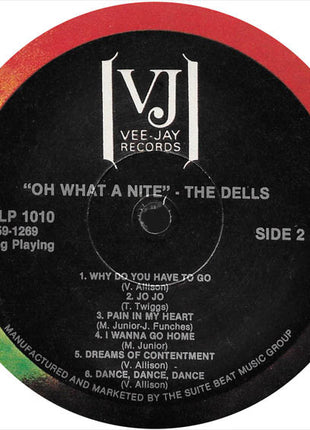 VJ
VEE-JAY
RECORDS
"OH WHAT A NITE" - THE DELLS
LP 1010
59-1269
g Playing
SIDE 2
1. WHY DO YOU HAVE TO GO
(V. Allison)
2. JO JO
(T. Twiggs)
3. PAIN IN MY HEART
(M. Junior-J. Funches)
4. I WANNA GO HOME
(M. Junior)
5. DREAMS OF CONTENTMENT
(V. Allison)
6. DANCE, DANCE, DANCE
(V. Allison)
MANUFACTURED AND MARKETED BY THE SUITE BEAT MUSIC GROUP